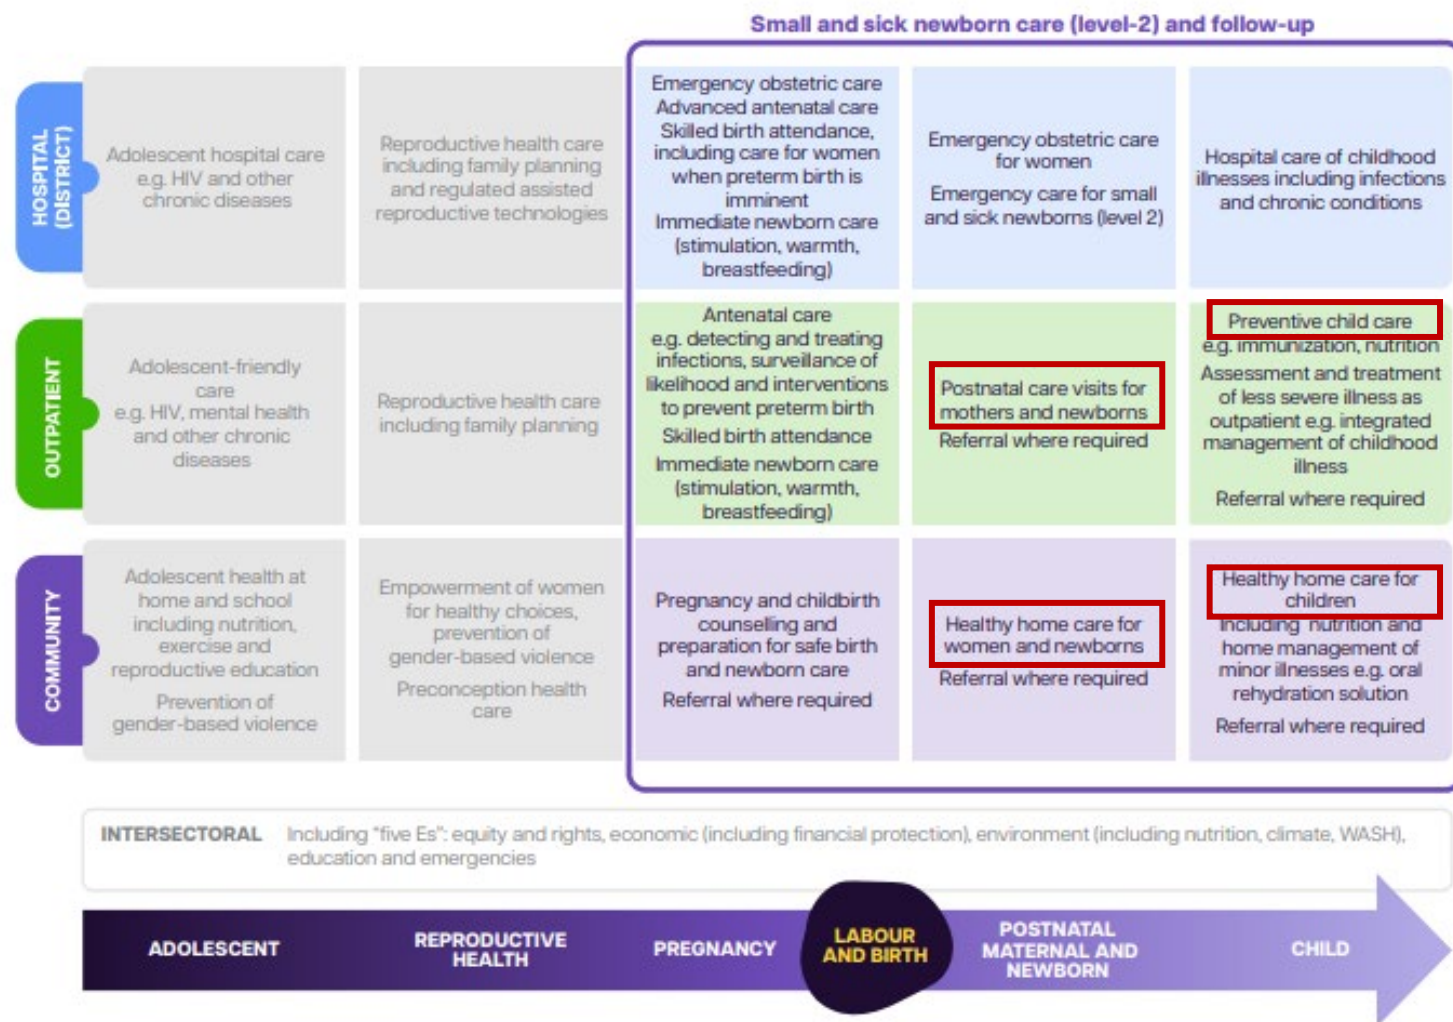 Small and sick newborn care (level-2) and follow-up
HOSPITAL
(DISTRICT)
Adolescent hospital care
e.g. HIV and other
chronic diseases
Reproductive health care
including family planning
and regulated assisted
reproductive technologies
Emergency obstetric care
Advanced antenatal care
Skilled birth attendance,
including care for women
when preterm birth is
imminent
Immediate newborn care
(stimulation, warmth,
breastfeeding)
Emergency obstetric care
for women
Emergency care for small
and sick newborns (level 2)
Hospital care of childhood
illnesses including infections
and chronic conditions
OUTPATIENT
Adolescent-friendly
care
e.g. HIV, mental health
and other chronic
diseases
Reproductive health care
including family planning
Antenatal care
e.g. detecting and treating
infections, surveillance of
likelihood and interventions
to prevent preterm birth
Skilled birth attendance
Immediate newborn care
(stimulation, warmth,
breastfeeding)
Postnatal care visits for
mothers and newborns
Referral where required
Preventive child care
e.g. immunization, nutrition
Assessment and treatment
of less severe illness as
outpatient e.g. integrated
management of childhood
illness
Referral where required
COMMUNITY
Adolescent health at
home and school
including nutrition,
exercise and
reproductive education
Prevention of
gender-based violence
Empowerment of women
for healthy choices,
prevention of
gender-based violence
Preconception health
care
Pregnancy and childbirth
counselling and
preparation for safe birth
and newborn care
Referral where required
Healthy home care for
women and newborns
Referral where required
Healthy home care for
children
Including nutrition and
home management of
minor illnesses e.g. oral
rehydration solution
Referral where required
INTERSECTORAL Including "five Es": equity and rights, economic (including financial protection), environment (including nutrition, climate, WASH),
education and emergencies
ADOLESCENT
REPRODUCTIVE
HEALTH
PREGNANCY
LABOUR
AND BIRTH
POSTNATAL
MATERNAL AND
NEWBORN
CHILD